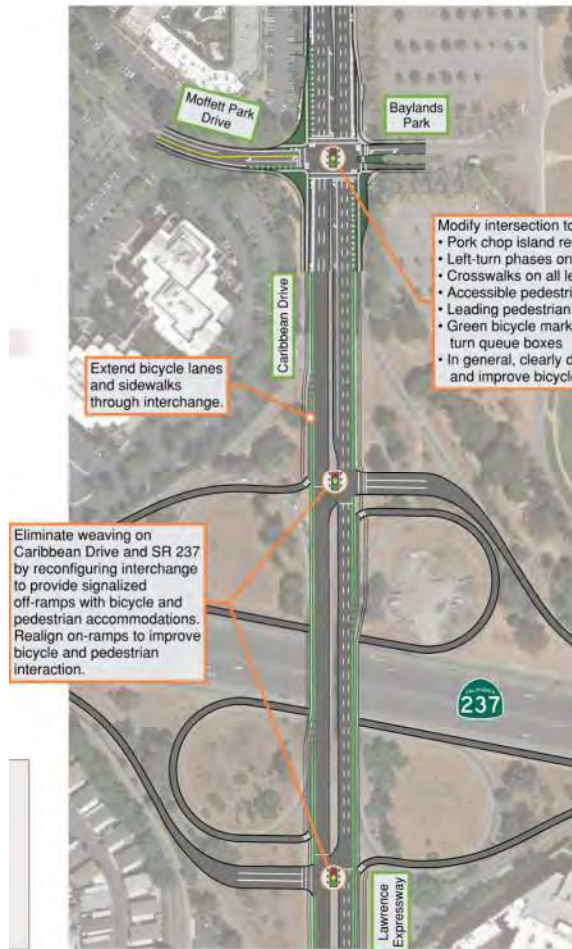 Moffett Park
Drive
Baylands
Park
Modify intersection to
• Pork chop island re
• Left-turn phases on
• Crosswalks on all le
• Accessible pedestri
• Leading pedestrian
• Green bicycle mark
turn queue boxes
• In general, clearly d
and improve bicycle
Caribbean Drive
Extend bicycle lanes
and sidewalks
through interchange.
Eliminate weaving on
Caribbean Drive and SR 237
by reconfiguring interchange
to provide signalized
off-ramps with bicycle and
pedestrian accommodations.
Realign on-ramps to improve
bicycle and pedestrian
interaction.
CALIFORNIA
237
Lawrence
Expressway